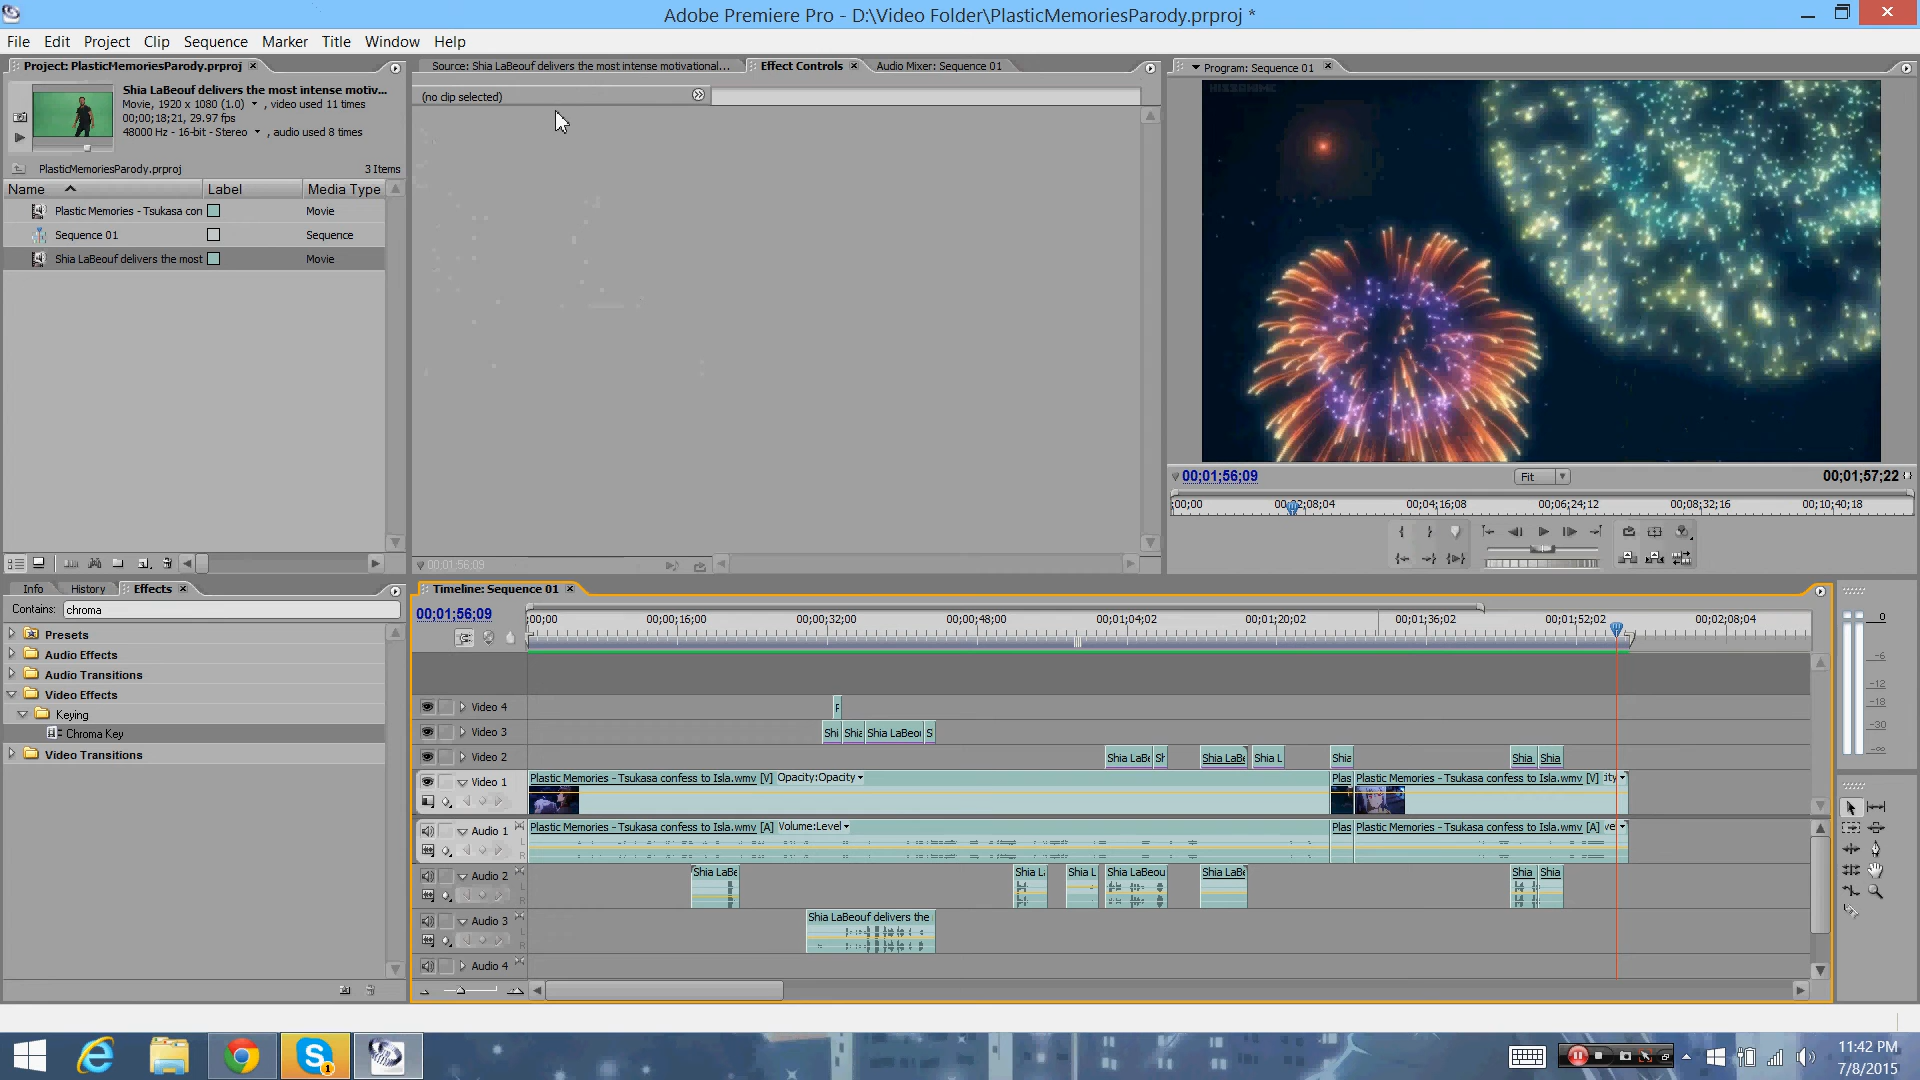 Adobe Premiere Pro - D:\Video Folder\PlasticMemoriesParody.prproj *
File Edit Project Clip Sequence Marker Title Window Help
Project: PlasticMemoriesParody.prproj
Shia LaBeouf delivers the most intense motiv...
Movie, 1920 x 1080 (1.0) , video used 11 times
00;00;18;21, 29.97 fps
48000 Hz - 16-bit - Stereo , audio used 8 times
PlasticMemoriesParody.prproj 3 Items
Name Label Media Type
Plastic Memories - Tsukasa con Movie
Sequence 01 Sequence
Shia LaBeouf delivers the most Movie
Source: Shia LaBeouf delivers the most intense motivational... Effect Controls Audio Mixer: Sequence 01
(no clip selected)
00;01;56;09
Program: Sequence 01
00;01;56;09 Fit 00;01;57;22
;00;00 00;02;08;04 00;04;16;08 00;06;24;12 00;08;32;16 00;10;40;18
Info History Effects
Contains: chroma
Presets
Audio Effects
Audio Transitions
Video Effects
Keying
Chroma Key
Video Transitions
Timeline: Sequence 01
00;01;56;09 ;00;00 00;00;16;00 00;00;32;00 00;00;48;00 00;01;04;02 00;01;20;02 00;01;36;02 00;01;52;02 00;02;08;04
Video 4
Video 3 Shi Shia Shia LaBeou S
Video 2 Shia LaBe Sh Shia LaBe Shia L Shia Shia Shia
Video 1 Plastic Memories - Tsukasa confess to Isla.wmv [V] Opacity:Opacity Plas Plastic Memories - Tsukasa confess to Isla.wmv [V] ity
Audio 1 Plastic Memories - Tsukasa confess to Isla.wmv [A] Volume:Level Plas Plastic Memories - Tsukasa confess to Isla.wmv [A] ve
L
R
Audio 2 Shia LaBe Shia L Shia L Shia LaBeou Shia LaBe Shia Shia
L
R
Audio 3 Shia LaBeouf delivers the
L
R
Audio 4
0
-6
-12
-18
-30
-∞
1
11:42 PM
7/8/2015